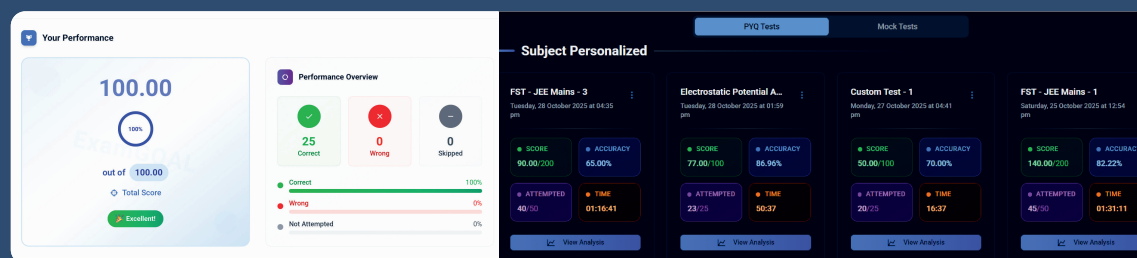 Your Performance
100.00
100%
out of 100.00
Total Score
🎉 Excellent!
Performance Overview
25
Correct
0
Wrong
0
Skipped
Correct 100%
Wrong 0%
Not Attempted 0%
PYQ Tests
Mock Tests
Subject Personalized
FST - JEE Mains - 3
Tuesday, 28 October 2025 at 04:35
pm
SCORE
90.00/200
ACCURACY
65.00%
ATTEMPTED
40/50
TIME
01:16:41
View Analysis
Electrostatic Potential A...
Tuesday, 28 October 2025 at 01:59
pm
SCORE
77.00/100
ACCURACY
86.96%
ATTEMPTED
23/25
TIME
50:37
View Analysis
Custom Test - 1
Monday, 27 October 2025 at 04:41
pm
SCORE
50.00/100
ACCURACY
70.00%
ATTEMPTED
20/25
TIME
16:37
View Analysis
FST - JEE Mains - 1
Saturday, 25 October 2025 at 12:54
pm
SCORE
140.00/200
ACCURAC
82.22%
ATTEMPTED
45/50
TIME
01:31:11
View Analysis